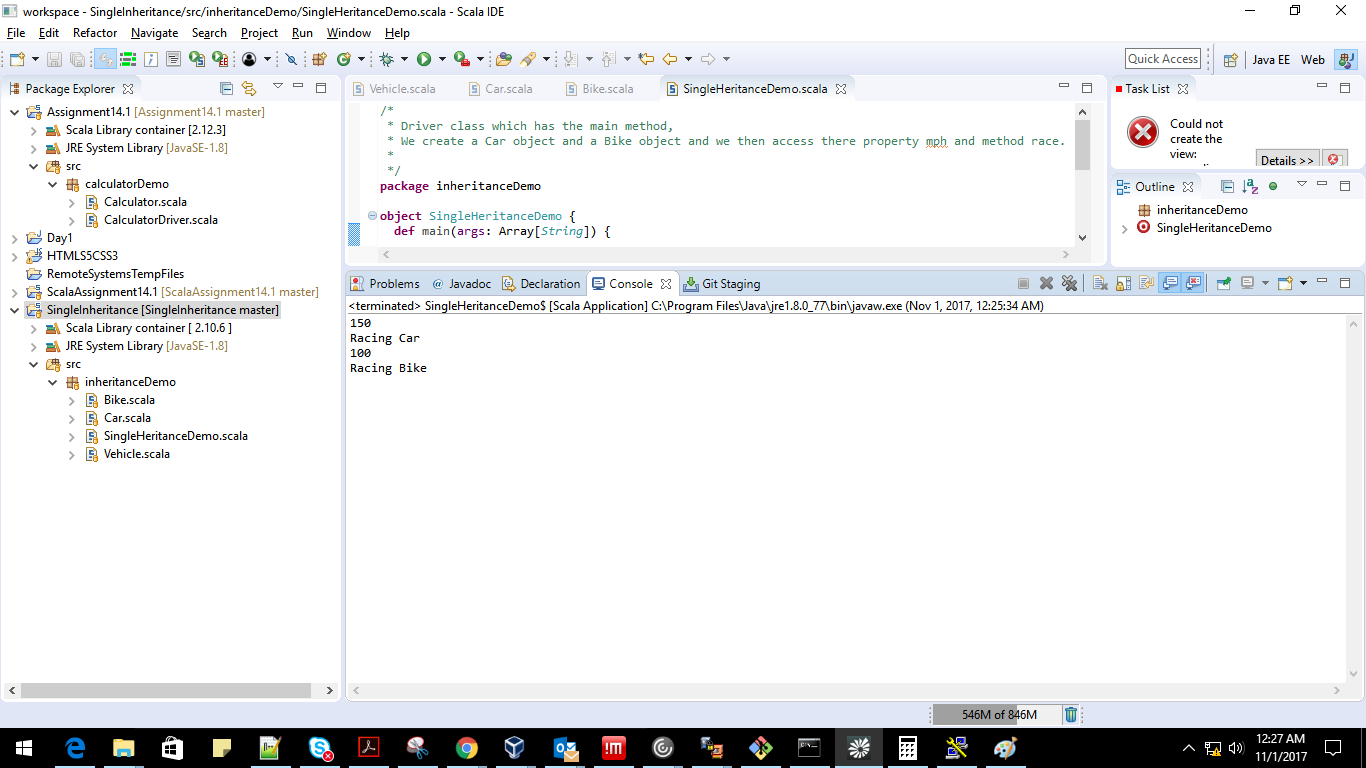 workspace - SingleInheritance/src/inheritanceDemo/SingleHeritanceDemo.scala - Scala IDE
File Edit Refactor Navigate Search Project Run Window Help
Quick Access Java EE Web
Package Explorer
Assignment14.1 [Assignment14.1 master]
Scala Library container [2.12.3]
JRE System Library [JavaSE-1.8]
src
calculatorDemo
Calculator.scala
CalculatorDriver.scala
Day1
HTML5CSS3
RemoteSystemsTempFiles
ScalaAssignment14.1 [ScalaAssignment14.1 master]
SingleInheritance [SingleInheritance master]
Scala Library container [ 2.10.6 ]
JRE System Library [JavaSE-1.8]
src
inheritanceDemo
Bike.scala
Car.scala
SingleHeritanceDemo.scala
Vehicle.scala
Vehicle.scala Car.scala Bike.scala SingleHeritanceDemo.scala
/*
* Driver class which has the main method,
* We create a Car object and a Bike object and we then access there property mph and method race.
*
*/
package inheritanceDemo
object SingleHeritanceDemo {
def main(args: Array[String]) {
Task List
Could not
create the
view:
Details >>
Outline
inheritanceDemo
SingleHeritanceDemo
Problems @ Javadoc Declaration Console Git Staging
<terminated> SingleHeritanceDemo$ [Scala Application] C:\Program Files\Java\jre1.8.0_77\bin\javaw.exe (Nov 1, 2017, 12:25:34 AM)
150
Racing Car
100
Racing Bike
546M of 846M
12:27 AM
11/1/2017